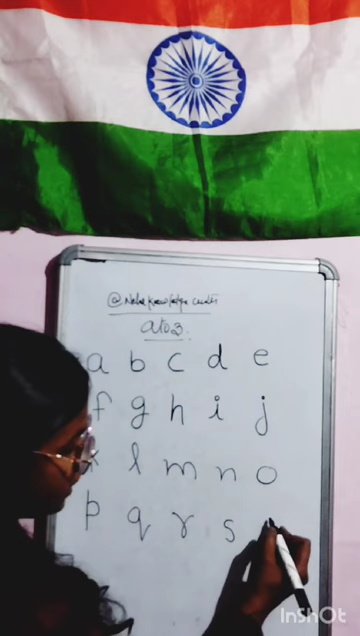 a to z.
a b c d e
f g h i j
k l m n o
p q r s
InShOt